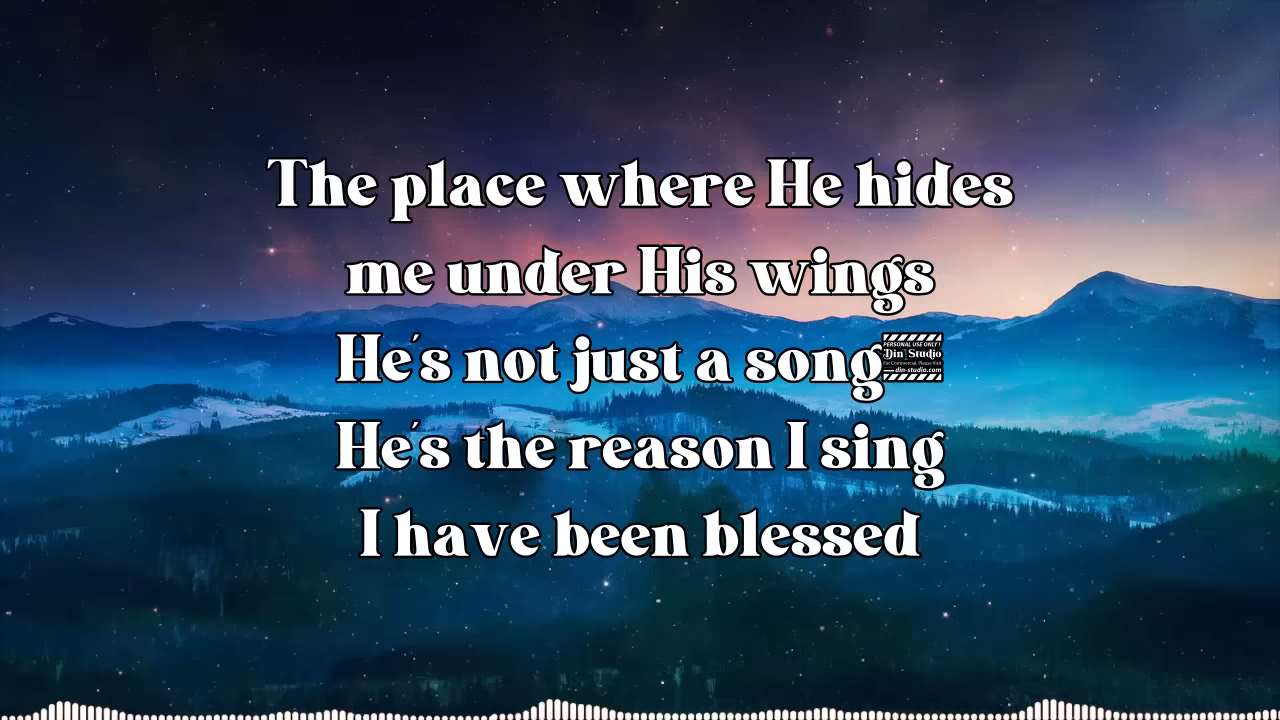 The place where He hides
me under His wings
He's not just a song
PERSONAL USE ONLY!
Din Studio
For Commercial, Please Visit
din-studio.com
He's the reason I sing
I have been blessed